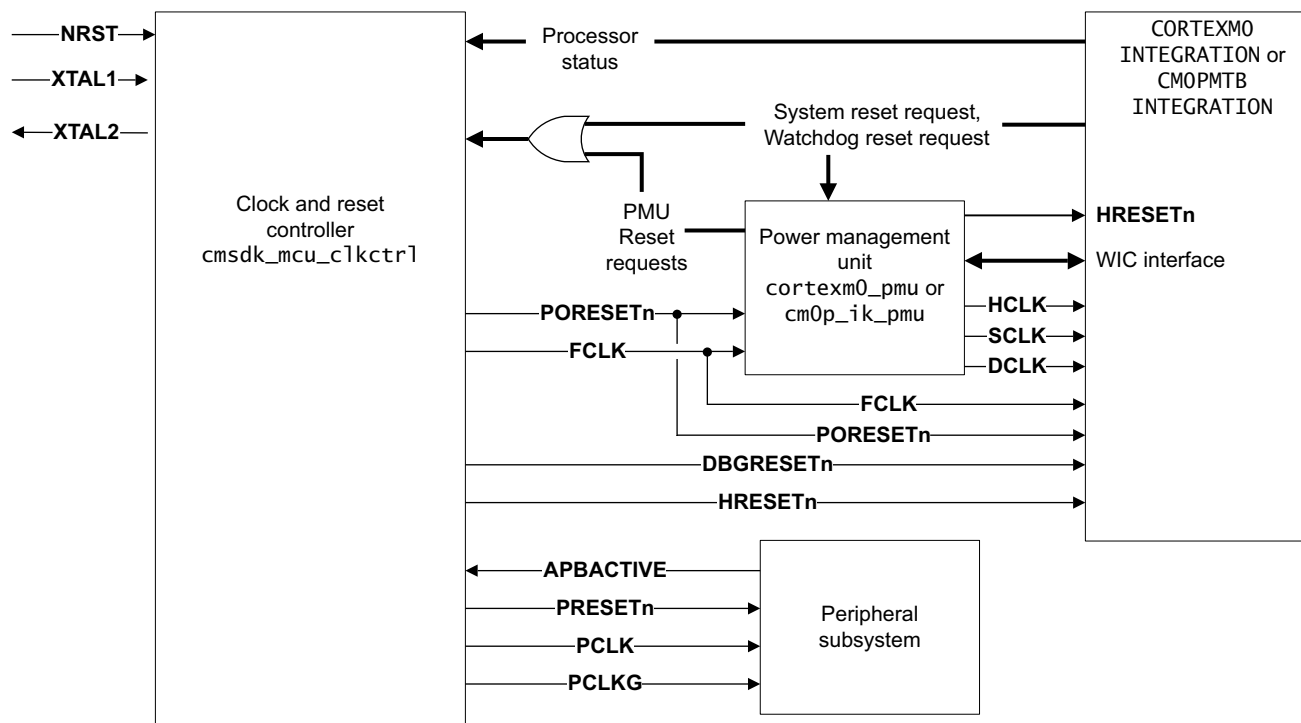 NRST
XTAL1
XTAL2
Clock and reset
controller
cmsdk_mcu_clkctrl
Processor
status
CORTEXM0
INTEGRATION or
CM0PMTB
INTEGRATION
System reset request,
Watchdog reset request
PMU
Reset
requests
Power management
unit
cortexm0_pmu or
cm0p_ik_pmu
HRESETn
WIC interface
HCLK
SCLK
DCLK
PORESETn
FCLK
FCLK
PORESETn
DBGRESETn
HRESETn
APBACTIVE
PRESETn
PCLK
PCLKG
Peripheral
subsystem